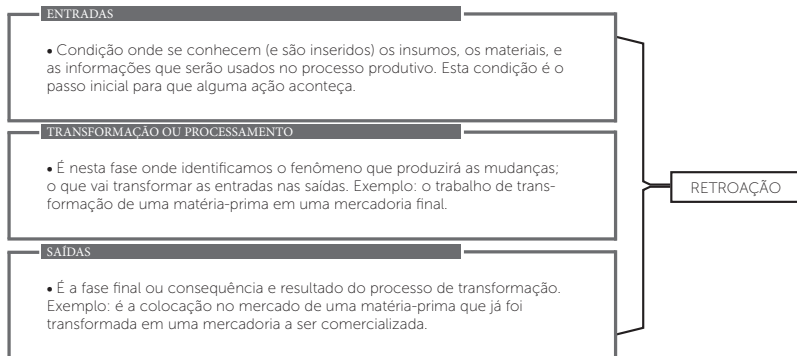 ENTRADAS
• Condição onde se conhecem (e são inseridos) os insumos, os materiais, e
as informações que serão usados no processo produtivo. Esta condição é o
passo inicial para que alguma ação aconteça.
TRANSFORMAÇÃO OU PROCESSAMENTO
• É nesta fase onde identificamos o fenômeno que produzirá as mudanças;
o que vai transformar as entradas nas saídas. Exemplo: o trabalho de trans-
formação de uma matéria-prima em uma mercadoria final.
RETROAÇÃO
SAÍDAS
• É a fase final ou consequência e resultado do processo de transformação.
Exemplo: é a colocação no mercado de uma matéria-prima que já foi
transformada em uma mercadoria a ser comercializada.